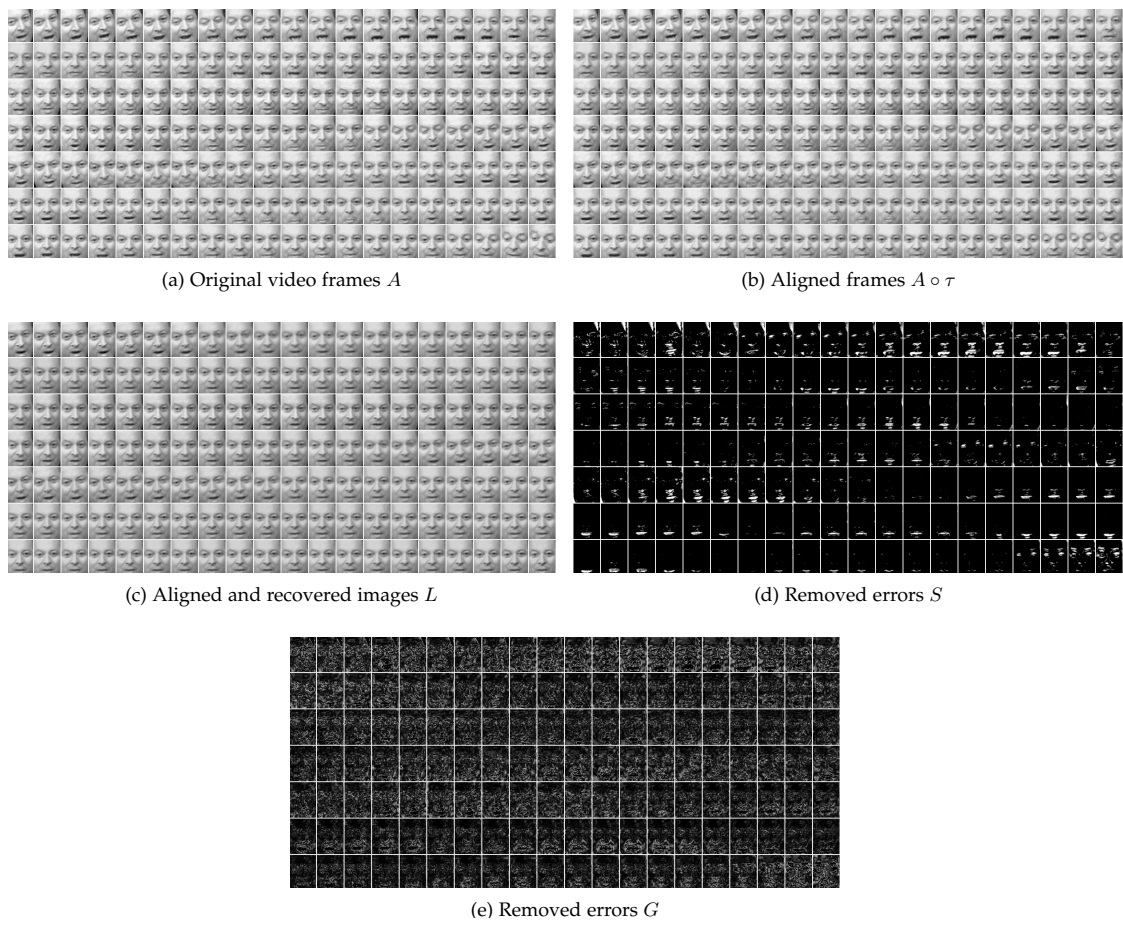 (a) Original video frames A
(b) Aligned frames A ∘ τ
(c) Aligned and recovered images L
(d) Removed errors S
(e) Removed errors G